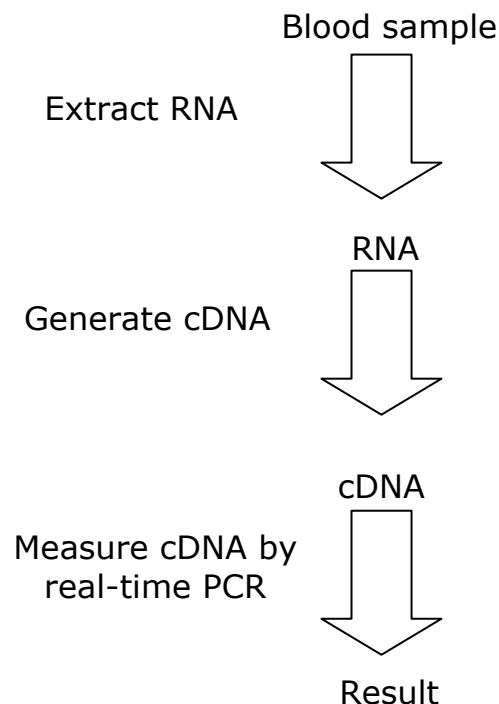 Blood sample
Extract RNA
RNA
Generate cDNA
cDNA
Measure cDNA by
real-time PCR
Result